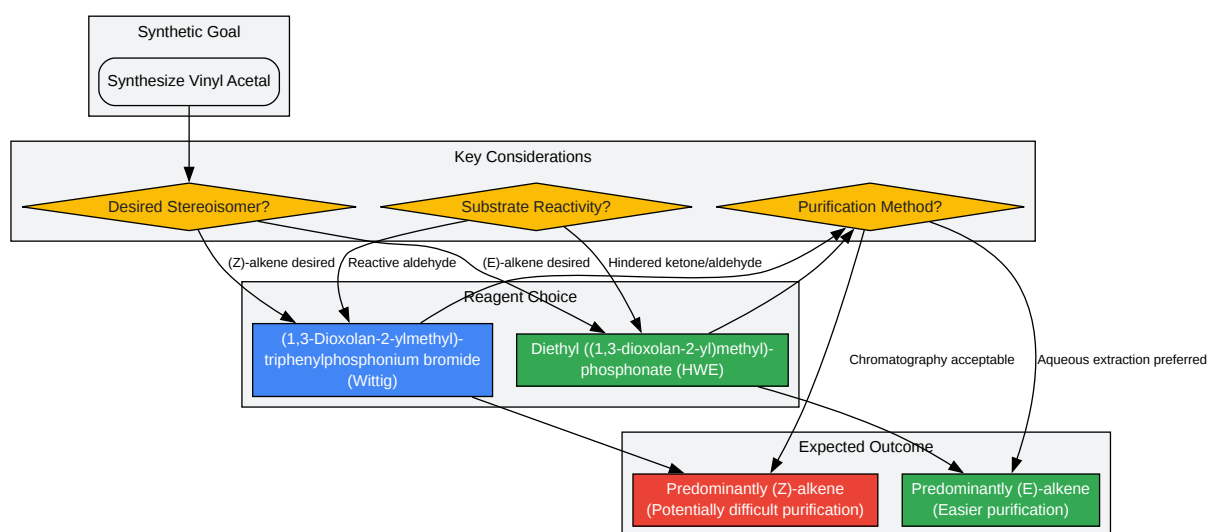 Synthetic Goal
Synthesize Vinyl Acetal
Key Considerations
Desired Stereoisomer?
Substrate Reactivity?
Purification Method?
(Z)-alkene desired
Reactive aldehyde
(E)-alkene desired
Hindered ketone/aldehyde
Reagent Choice
(1,3-Dioxolan-2-ylmethyl)-
triphenylphosphonium bromide
(Wittig)
Diethyl ((1,3-dioxolan-2-yl)methyl)-
phosphonate (HWE)
Chromatography acceptable
Aqueous extraction preferred
Expected Outcome
Predominantly (Z)-alkene
(Potentially difficult purification)
Predominantly (E)-alkene
(Easier purification)